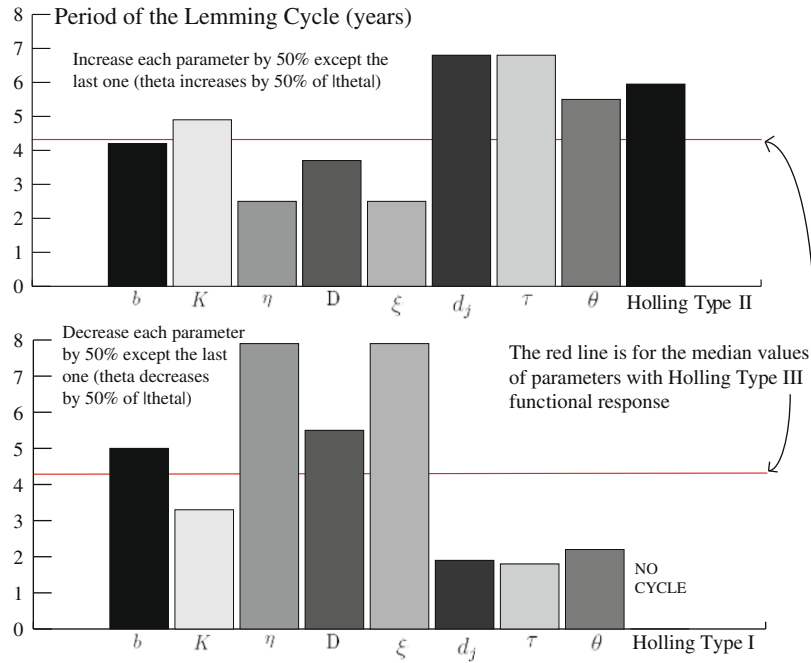 Period of the Lemming Cycle (years)
Increase each parameter by 50% except the
last one (theta increases by 50% of |theta|)
8
7
6
5
4
3
2
1
0
b K η D ξ d_j τ θ Holling Type II
Decrease each parameter
by 50% except the last
one (theta decreases
by 50% of |theta|)
The red line is for the median values
of parameters with Holling Type III
functional response
8
7
6
5
4
3
2
1
0
NO
CYCLE
b K η D ξ d_j τ θ Holling Type I